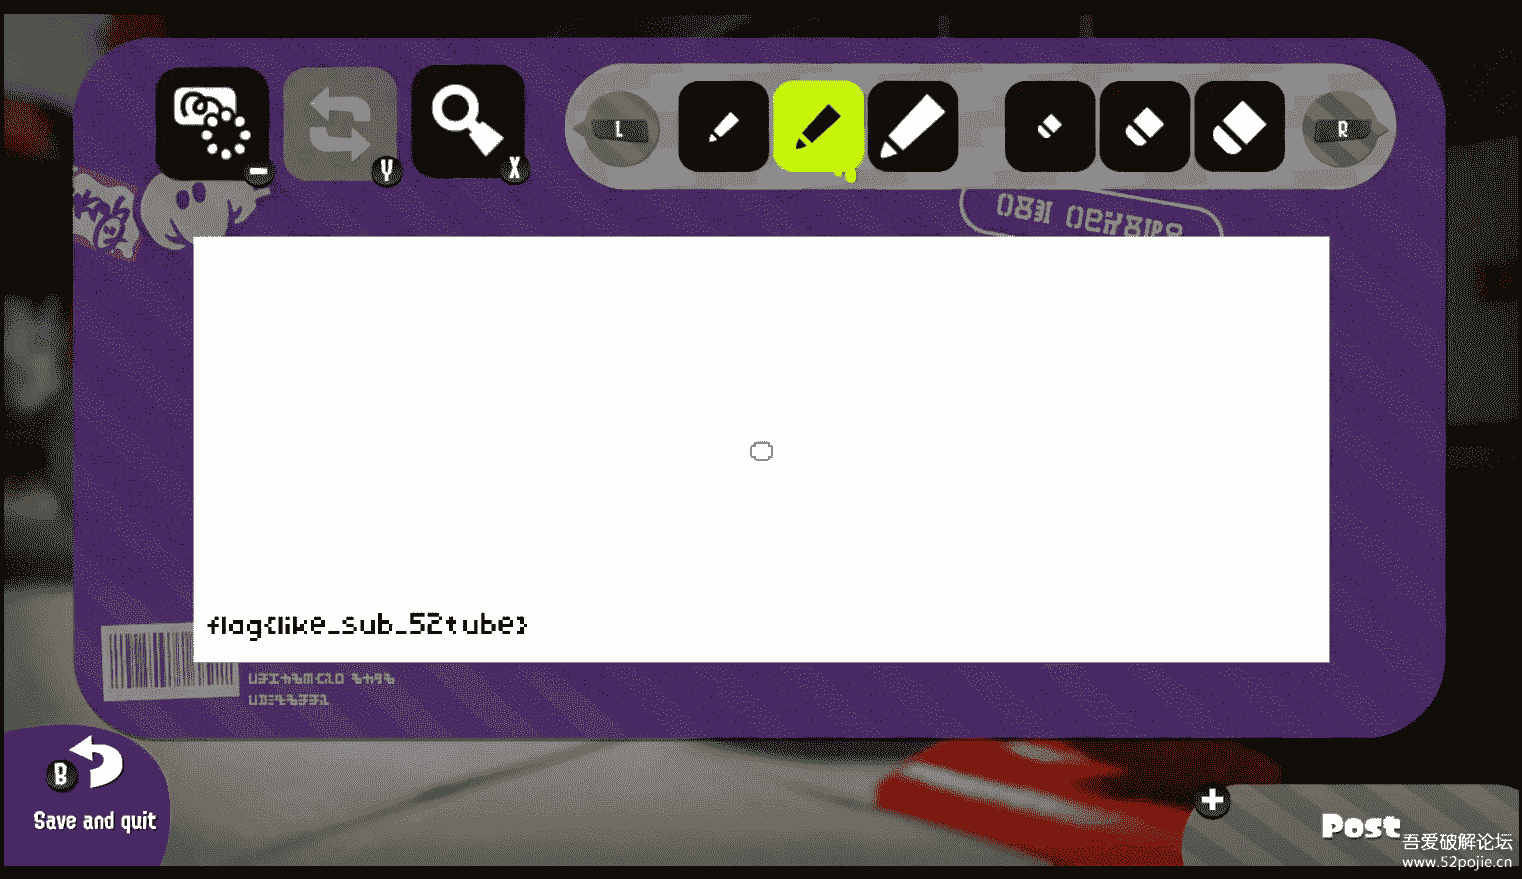 L
R
Y
X
flag{like_sub_52tube}
B
Save and quit
Post
吾爱破解论坛
www.52pojie.cn